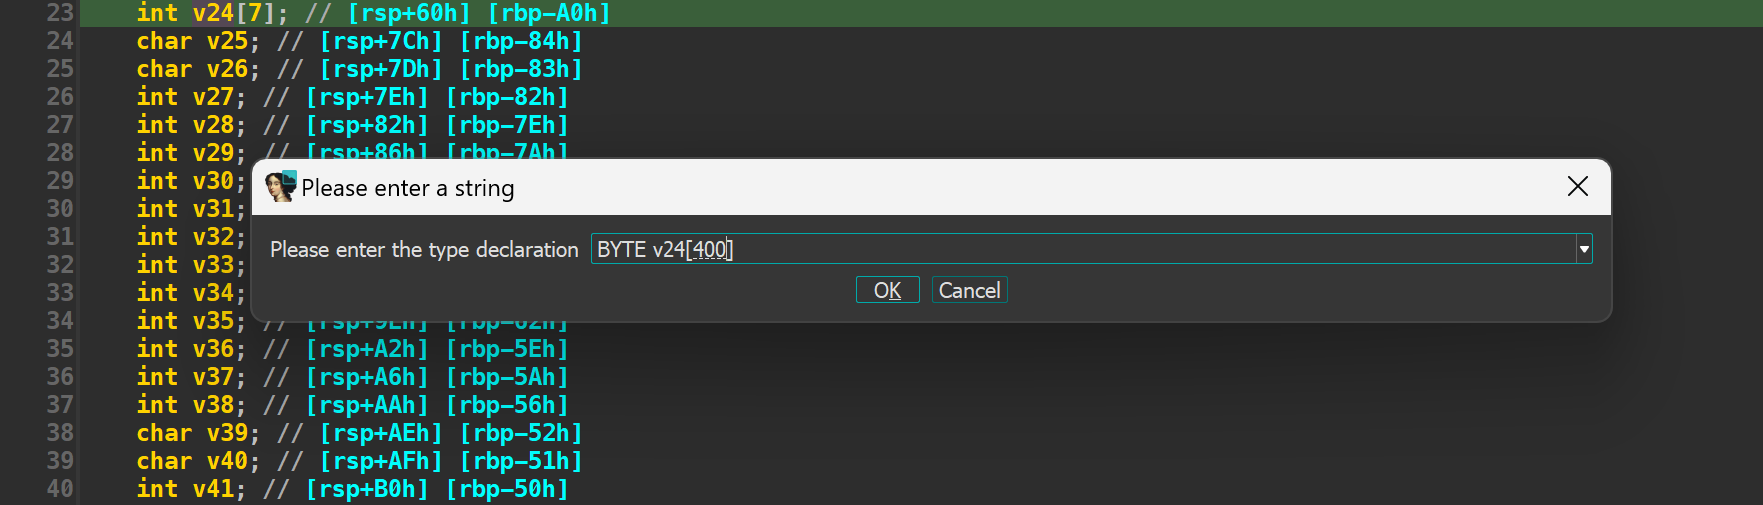 23 int v24[7]; // [rsp+60h] [rbp-A0h]
24 char v25; // [rsp+7Ch] [rbp-84h]
25 char v26; // [rsp+7Dh] [rbp-83h]
26 int v27; // [rsp+7Eh] [rbp-82h]
27 int v28; // [rsp+82h] [rbp-7Eh]
28 int v29; // [rsp+86h] [rbp-7Ah]
29 int v30;
30 int v31;
31 int v32;
32 int v33;
33 int v34;
34 int v35; // [rsp+9Eh] [rbp-62h]
35 int v36; // [rsp+A2h] [rbp-5Eh]
36 int v37; // [rsp+A6h] [rbp-5Ah]
37 int v38; // [rsp+AAh] [rbp-56h]
38 char v39; // [rsp+AEh] [rbp-52h]
39 char v40; // [rsp+AFh] [rbp-51h]
40 int v41; // [rsp+B0h] [rbp-50h]
Please enter a string
Please enter the type declaration BYTE v24[400]
OK Cancel